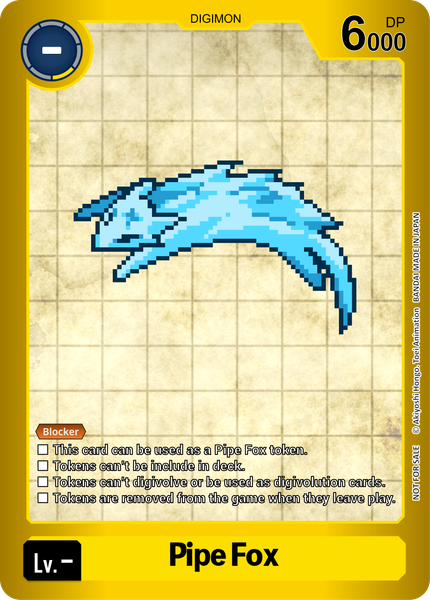 DIGIMON
-
DP
6000
Blocker
This card can be used as a Pipe Fox token.
Tokens can't be include in deck.
Tokens can't digivolve or be used as digivolution cards.
Tokens are removed from the game when they leave play.
NOT FOR SALE © Akiyoshi Hongo, Toei Animation BANDAI MADE IN JAPAN
Lv.-
Pipe Fox